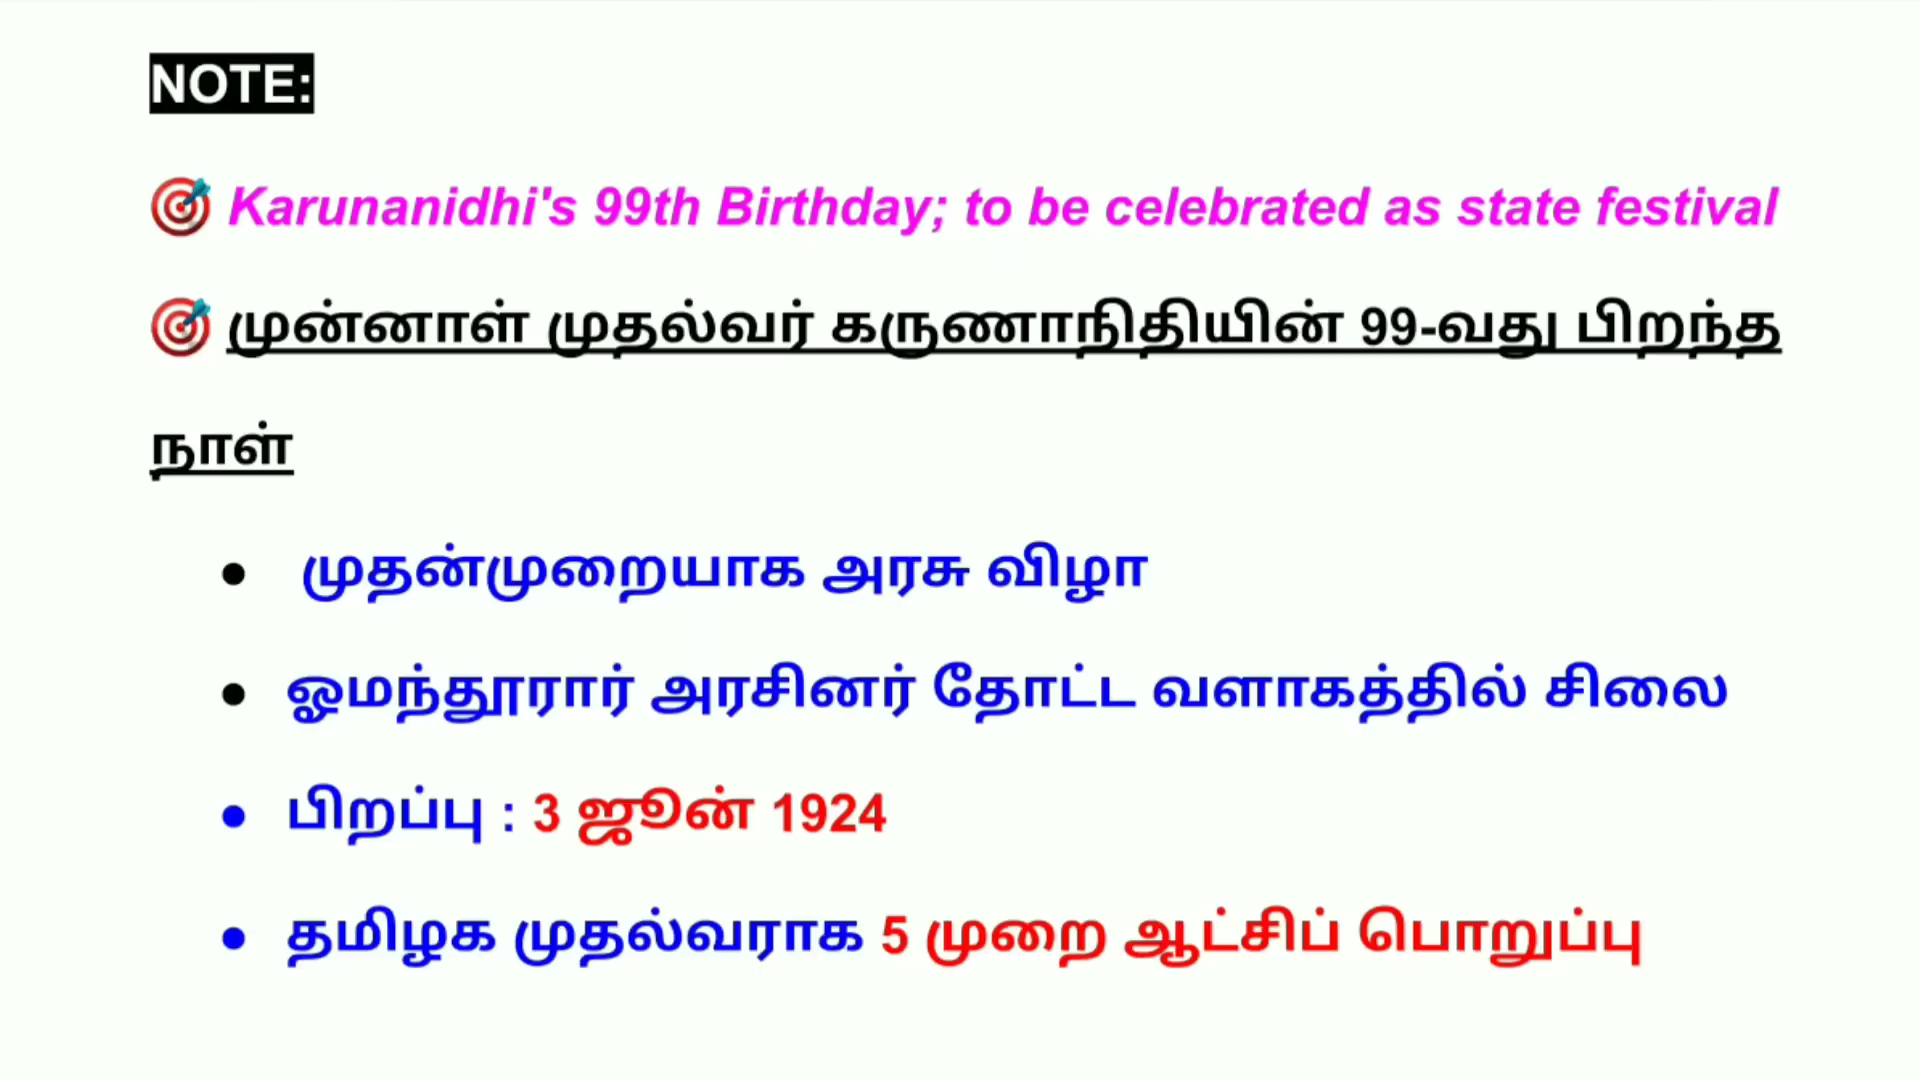 NOTE:
🎯 Karunanidhi's 99th Birthday; to be celebrated as state festival
🎯 முன்னாள் முதல்வர் கருணாநிதியின் 99-வது பிறந்த
நாள்
● முதன்முறையாக அரசு விழா
● ஓமந்தூரார் அரசினர் தோட்ட வளாகத்தில் சிலை
● பிறப்பு : 3 ஜூன் 1924
● தமிழக முதல்வராக 5 முறை ஆட்சிப் பொறுப்பு